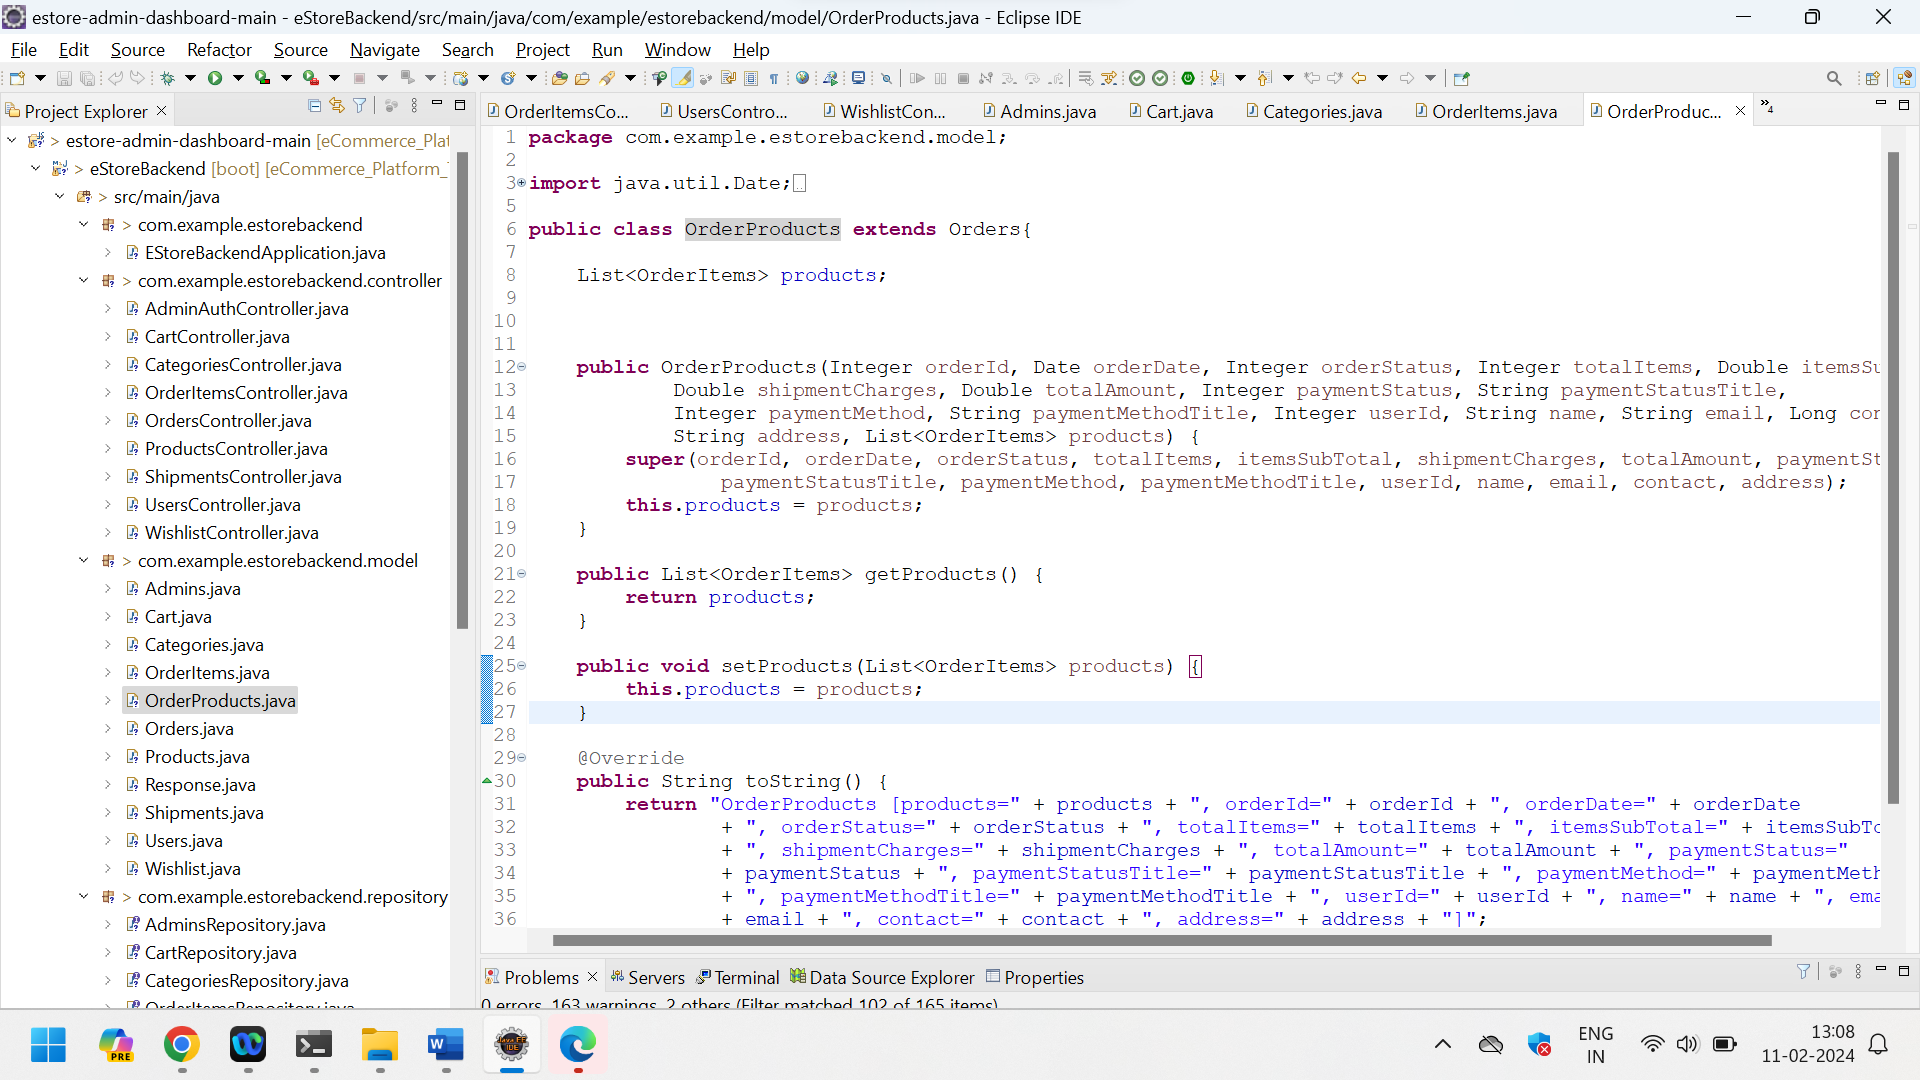 estore-admin-dashboard-main - eStoreBackend/src/main/java/com/example/estorebackend/model/OrderProducts.java - Eclipse IDE
File Edit Source Refactor Source Navigate Search Project Run Window Help
Project Explorer
estore-admin-dashboard-main [eCommerce_Plat
eStoreBackend [boot] [eCommerce_Platform_
src/main/java
com.example.estorebackend
EStoreBackendApplication.java
com.example.estorebackend.controller
AdminAuthController.java
CartController.java
CategoriesController.java
OrderItemsController.java
OrdersController.java
ProductsController.java
ShipmentsController.java
UsersController.java
WishlistController.java
com.example.estorebackend.model
Admins.java
Cart.java
Categories.java
OrderItems.java
OrderProducts.java
Orders.java
Products.java
Response.java
Shipments.java
Users.java
Wishlist.java
com.example.estorebackend.repository
AdminsRepository.java
CartRepository.java
CategoriesRepository.java
OrderItemsRepository.java
OrderItemsCo... UsersContro... WishlistCon... Admins.java Cart.java Categories.java OrderItems.java OrderProduc... »4
1 package com.example.estorebackend.model;
2
3 import java.util.Date;
5
6 public class OrderProducts extends Orders{
7
8 List<OrderItems> products;
9
10
11
12 public OrderProducts(Integer orderId, Date orderDate, Integer orderStatus, Integer totalItems, Double itemsSu
13 Double shipmentCharges, Double totalAmount, Integer paymentStatus, String paymentStatusTitle,
14 Integer paymentMethod, String paymentMethodTitle, Integer userId, String name, String email, Long con
15 String address, List<OrderItems> products) {
16 super(orderId, orderDate, orderStatus, totalItems, itemsSubTotal, shipmentCharges, totalAmount, paymentSt
17 paymentStatusTitle, paymentMethod, paymentMethodTitle, userId, name, email, contact, address);
18 this.products = products;
19 }
20
21 public List<OrderItems> getProducts() {
22 return products;
23 }
24
25 public void setProducts(List<OrderItems> products) {
26 this.products = products;
27 }
28
29 @Override
30 public String toString() {
31 return "OrderProducts [products=" + products + ", orderId=" + orderId + ", orderDate=" + orderDate
32 + ", orderStatus=" + orderStatus + ", totalItems=" + totalItems + ", itemsSubTotal=" + itemsSubTo
33 + ", shipmentCharges=" + shipmentCharges + ", totalAmount=" + totalAmount + ", paymentStatus="
34 + paymentStatus + ", paymentStatusTitle=" + paymentStatusTitle + ", paymentMethod=" + paymentMeth
35 + ", paymentMethodTitle=" + paymentMethodTitle + ", userId=" + userId + ", name=" + name + ", ema
36 + email + ", contact=" + contact + ", address=" + address + "]";
Problems Servers Terminal Data Source Explorer Properties
0 errors, 163 warnings, 2 others (Filter matched 102 of 165 items)
PRE
Java EE
IDE
ENG
IN
13:08
11-02-2024